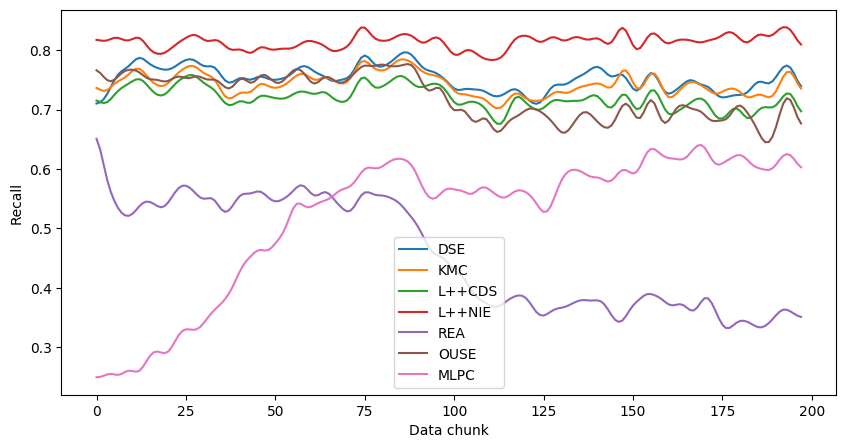 Recall
0.8
0.7
0.6
0.5
0.4
0.3
DSE
KMC
L++CDS
L++NIE
REA
OUSE
MLPC
0 25 50 75 100 125 150 175 200
Data chunk